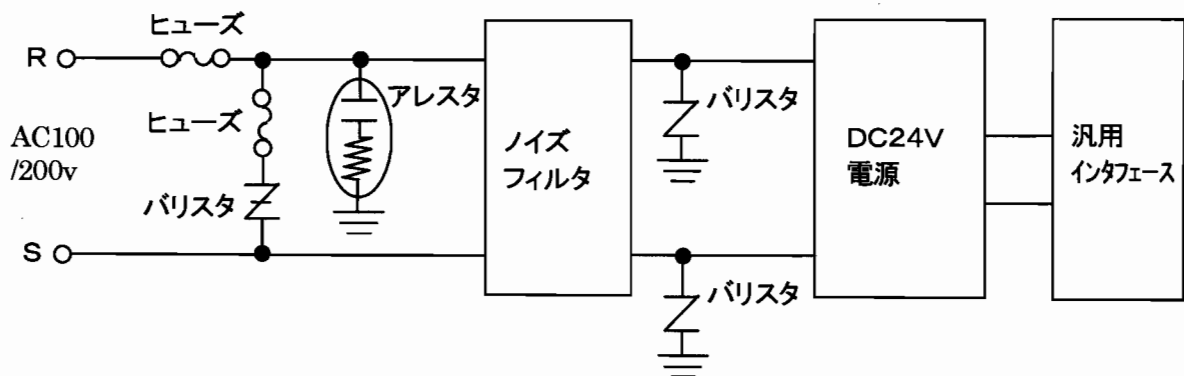 ヒューズ
R
ヒューズ
アレスタ
AC100
/200v
バリスタ
S
ノイズ
フィルタ
バリスタ
バリスタ
DC24V
電源
汎用
インタフェース